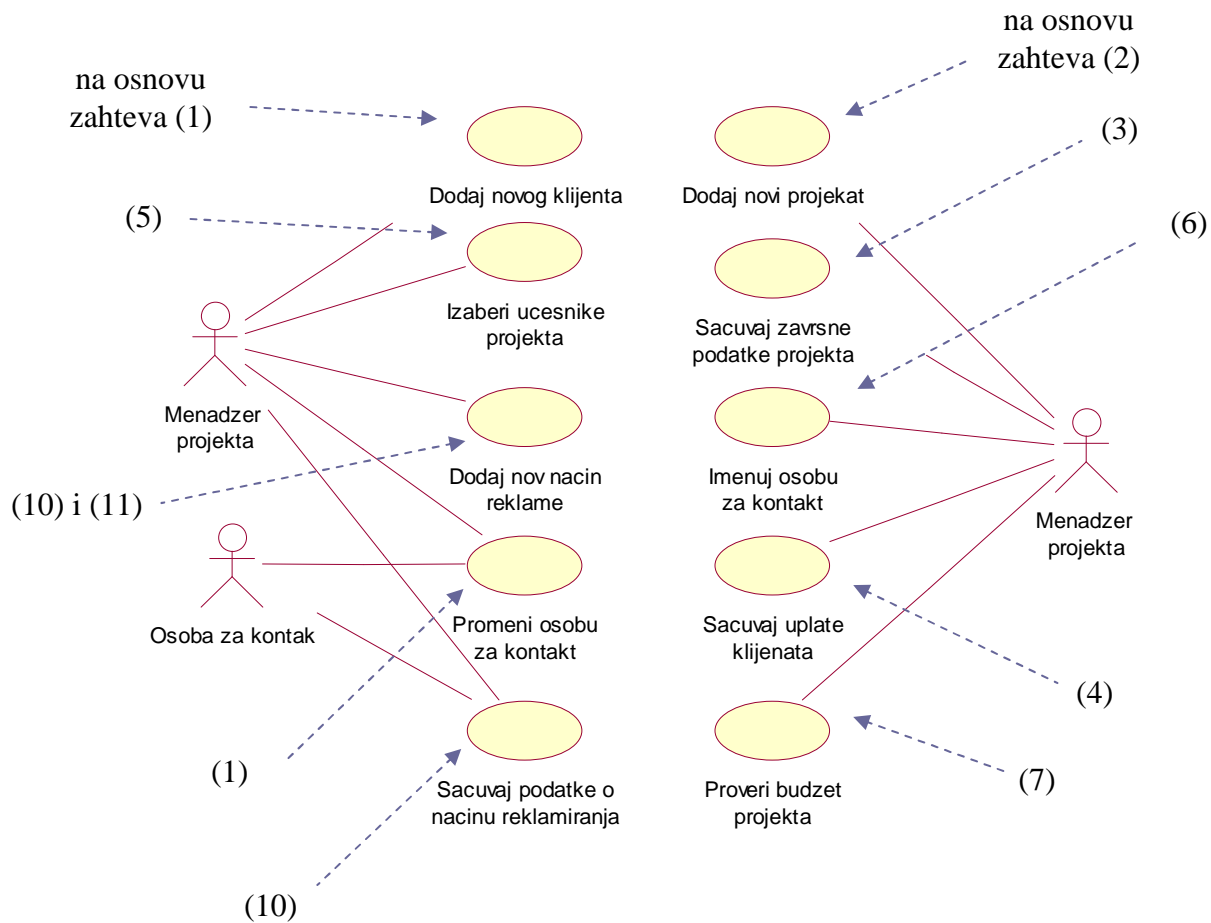 na osnovu
zahteva (1)
na osnovu
zahteva (2)
(3)
Dodaj novog klijenta
Dodaj novi projekat
(5)
(6)
Izaberi ucesnike
projekta
Sacuvaj zavrsne
podatke projekta
Menadzer
projekta
Dodaj nov nacin
reklame
Imenuj osobu
za kontakt
Menadzer
projekta
(10) i (11)
Osoba za kontak
Promeni osobu
za kontakt
Sacuvaj uplate
klijenata
(4)
(1)
(7)
Sacuvaj podatke o
nacinu reklamiranja
Proveri budzet
projekta
(10)